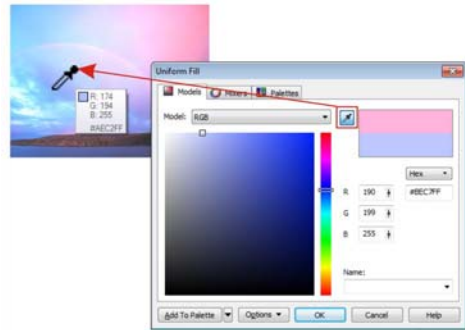 Uniform Fill
Models
Mixers
Palettes
Model: RGB
R: 174
G: 194
B: 255
#AEC2FF
Hex
R 190 #BEC7FF
G 199
B 255
Name:
Add To Palette
Options
OK
Cancel
Help